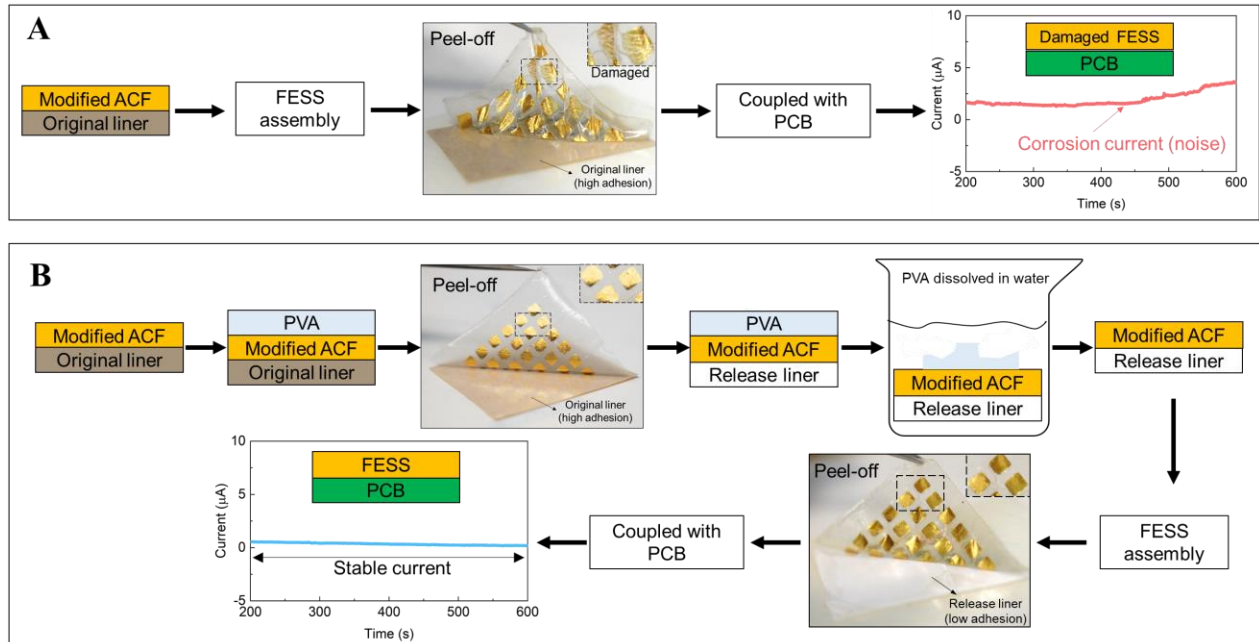 A
Modified ACF
Original liner
FESS
assembly
Peel-off
Damaged
Original liner
(high adhesion)
Coupled with
PCB
10
5
0
-5
Current (μA)
Damaged FESS
PCB
Corrosion current (noise)
200
300
400
500
600
Time (s)
B
Modified ACF
Original liner
PVA
Modified ACF
Original liner
Peel-off
Original liner
(high adhesion)
PVA
Modified ACF
Release liner
PVA dissolved in water
Modified ACF
Release liner
Modified ACF
Release liner
FESS
assembly
Peel-off
Release liner
(low adhesion)
Coupled with
PCB
10
5
0
-5
Current (μA)
FESS
PCB
Stable current
200
300
400
500
600
Time (s)